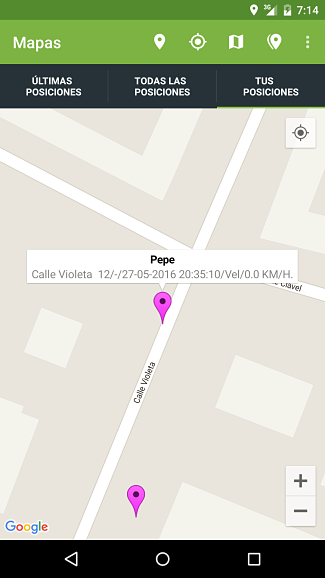 3G 7:14
Mapas
ÚLTIMAS
POSICIONES
TODAS LAS
POSICIONES
TUS
POSICIONES
Pepe
Calle Violeta 12/-/27-05-2016 20:35:10/Vel/0.0 KM/H.
Clavel
Calle Violeta
Google